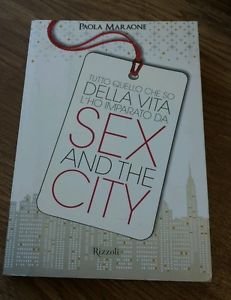 PAOLA MARAONE
TUTTO QUELLO CHE SO
DELLA VITA
L'HO IMPARATO DA
SEX
AND THE
CITY
Rizzoli